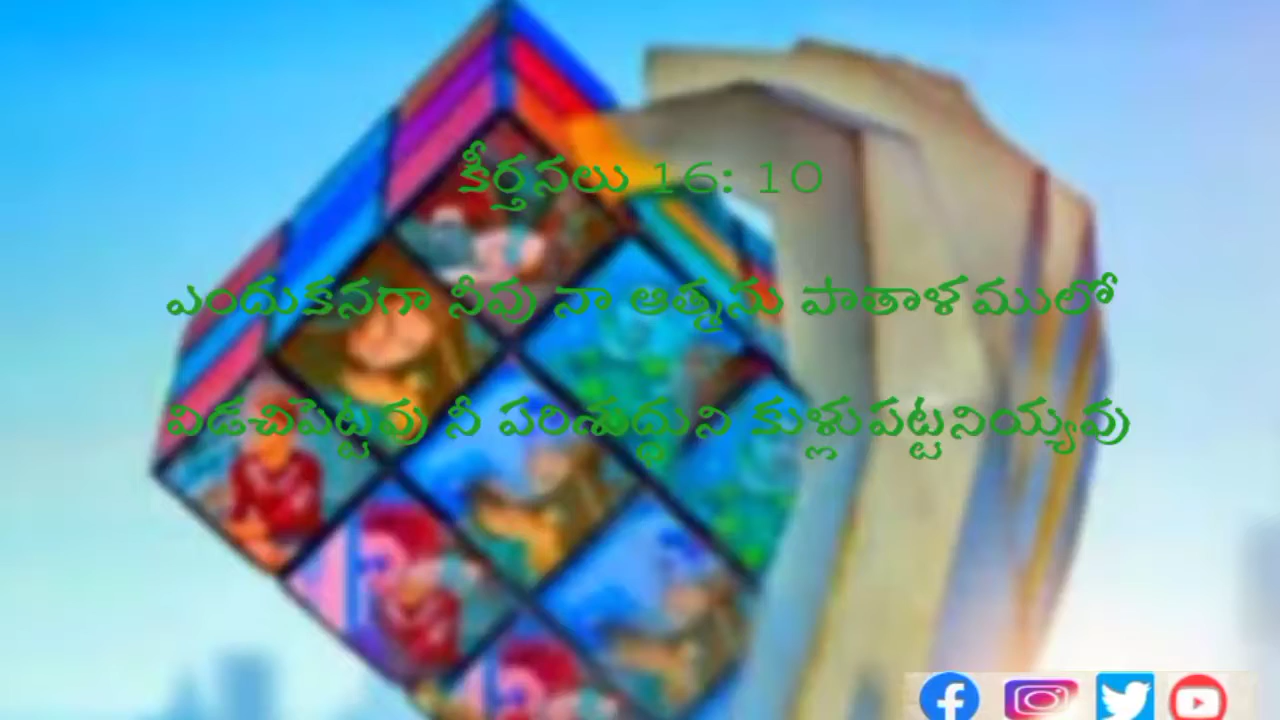 కీర్తనలు 16: 10
ఎందుకనగా నీవు నా ఆత్మను పాతాళములో
విడచిపెట్టవు నీ పరిశుద్ధుని కుళ్లుపట్టనియ్యవు